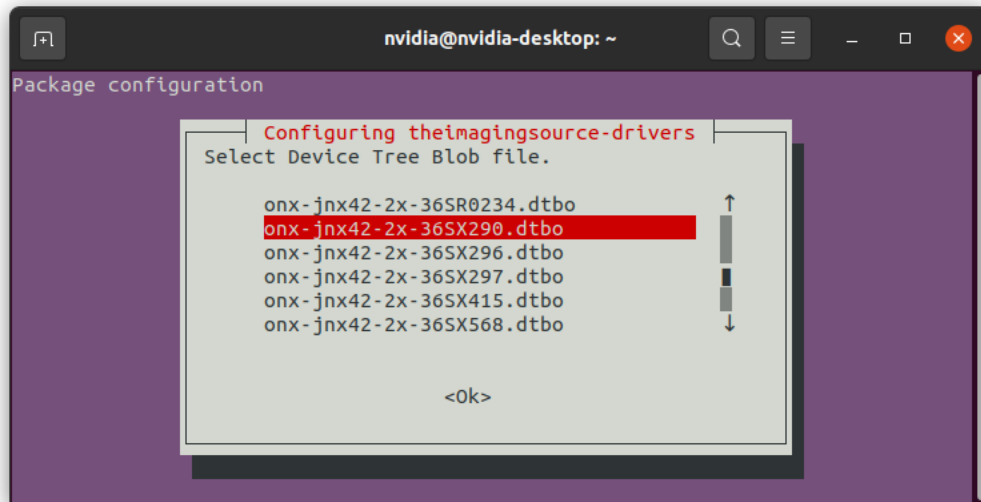 nvidia@nvidia-desktop: ~
Package configuration
Configuring theimagingsource-drivers
Select Device Tree Blob file.
onx-jnx42-2x-36SR0234.dtbo
onx-jnx42-2x-36SX290.dtbo
onx-jnx42-2x-36SX296.dtbo
onx-jnx42-2x-36SX297.dtbo
onx-jnx42-2x-36SX415.dtbo
onx-jnx42-2x-36SX568.dtbo
<Ok>